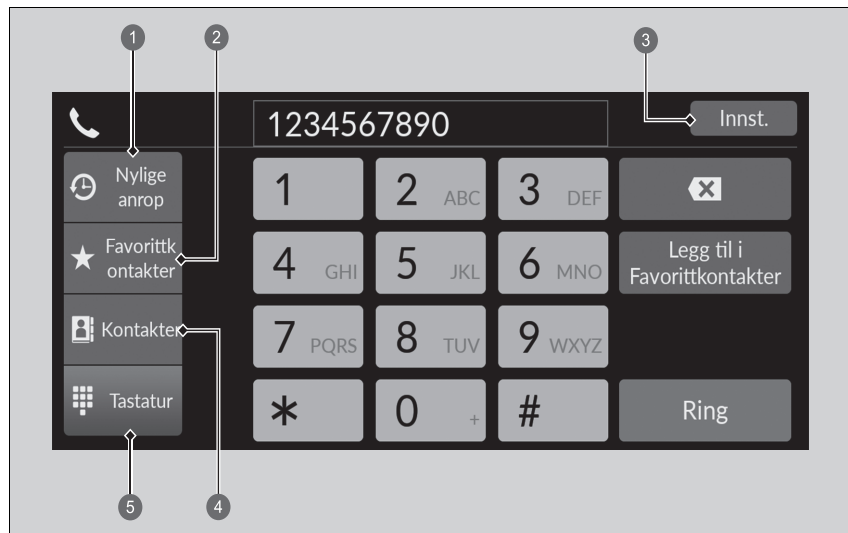 1
2
3
1234567890
Innst.
Nylige
anrop
1
2 ABC
3 DEF
Favorittk
ontakter
4 GHI
5 JKL
6 MNO
Legg til i
Favorittkontakter
Kontakter
7 PQRS
8 TUV
9 WXYZ
Tastatur
*
0 +
#
Ring
5
4